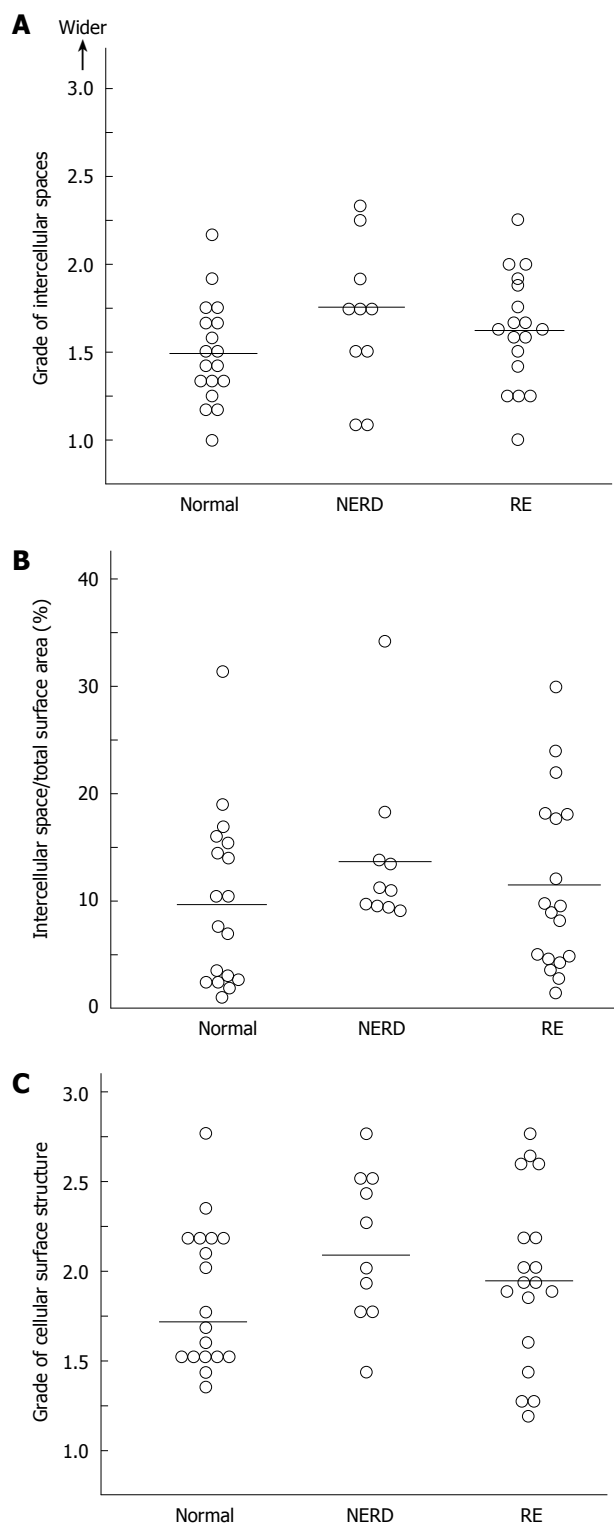 A
Wider
3.0
2.5
2.0
1.5
1.0
Grade of intercellular spaces
Normal NERD RE
B
40
30
20
10
0
Intercellular space/total surface area (%)
Normal NERD RE
C
3.0
2.5
2.0
1.5
1.0
Grade of cellular surface structure
Normal NERD RE